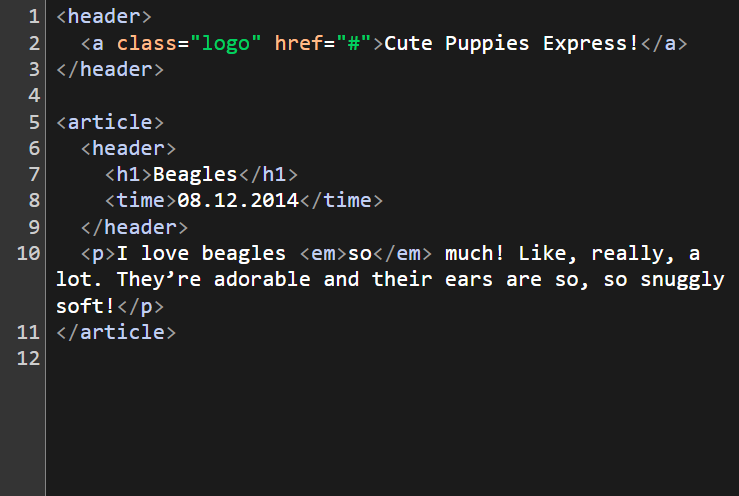 1 <header>
2   <a class="logo" href="#">Cute Puppies Express!</a>
3 </header>
4
5 <article>
6   <header>
7     <h1>Beagles</h1>
8     <time>08.12.2014</time>
9   </header>
10   <p>I love beagles <em>so</em> much! Like, really, a
lot. They’re adorable and their ears are so, so snuggly
soft!</p>
11 </article>
12